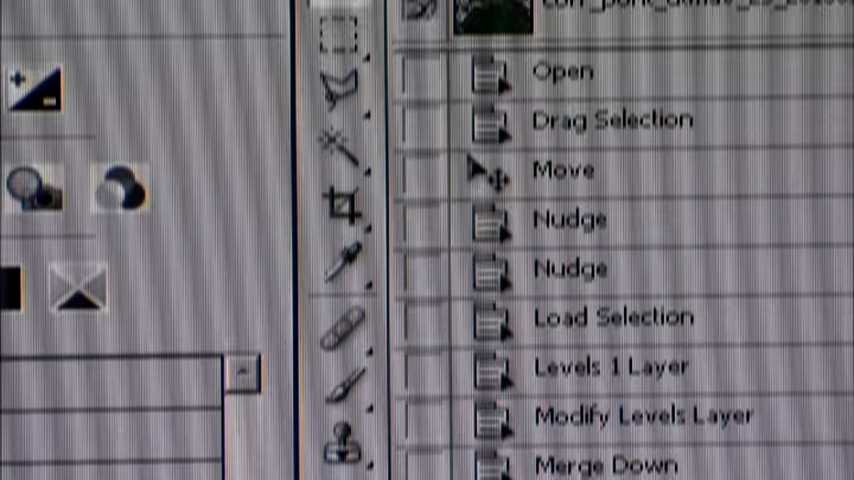 Open
Drag Selection
Move
Nudge
Nudge
Load Selection
Levels 1 Layer
Modify Levels Layer
Merge Down